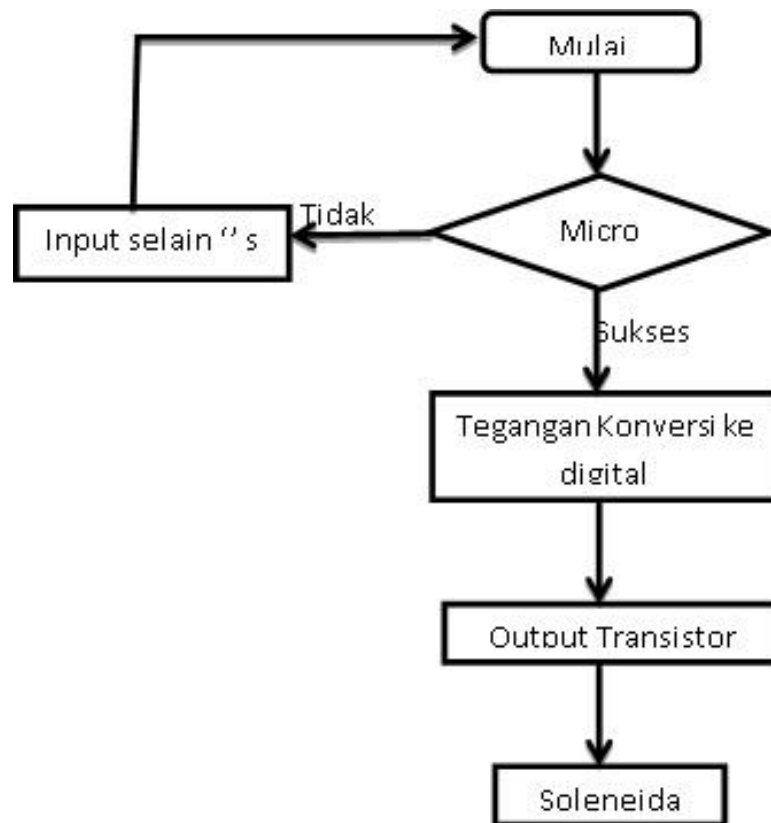 Mulai
Tidak
Input selain “ s
Micro
Sukses
Tegangan Konversi ke
digital
Output Transistor
Soleneida